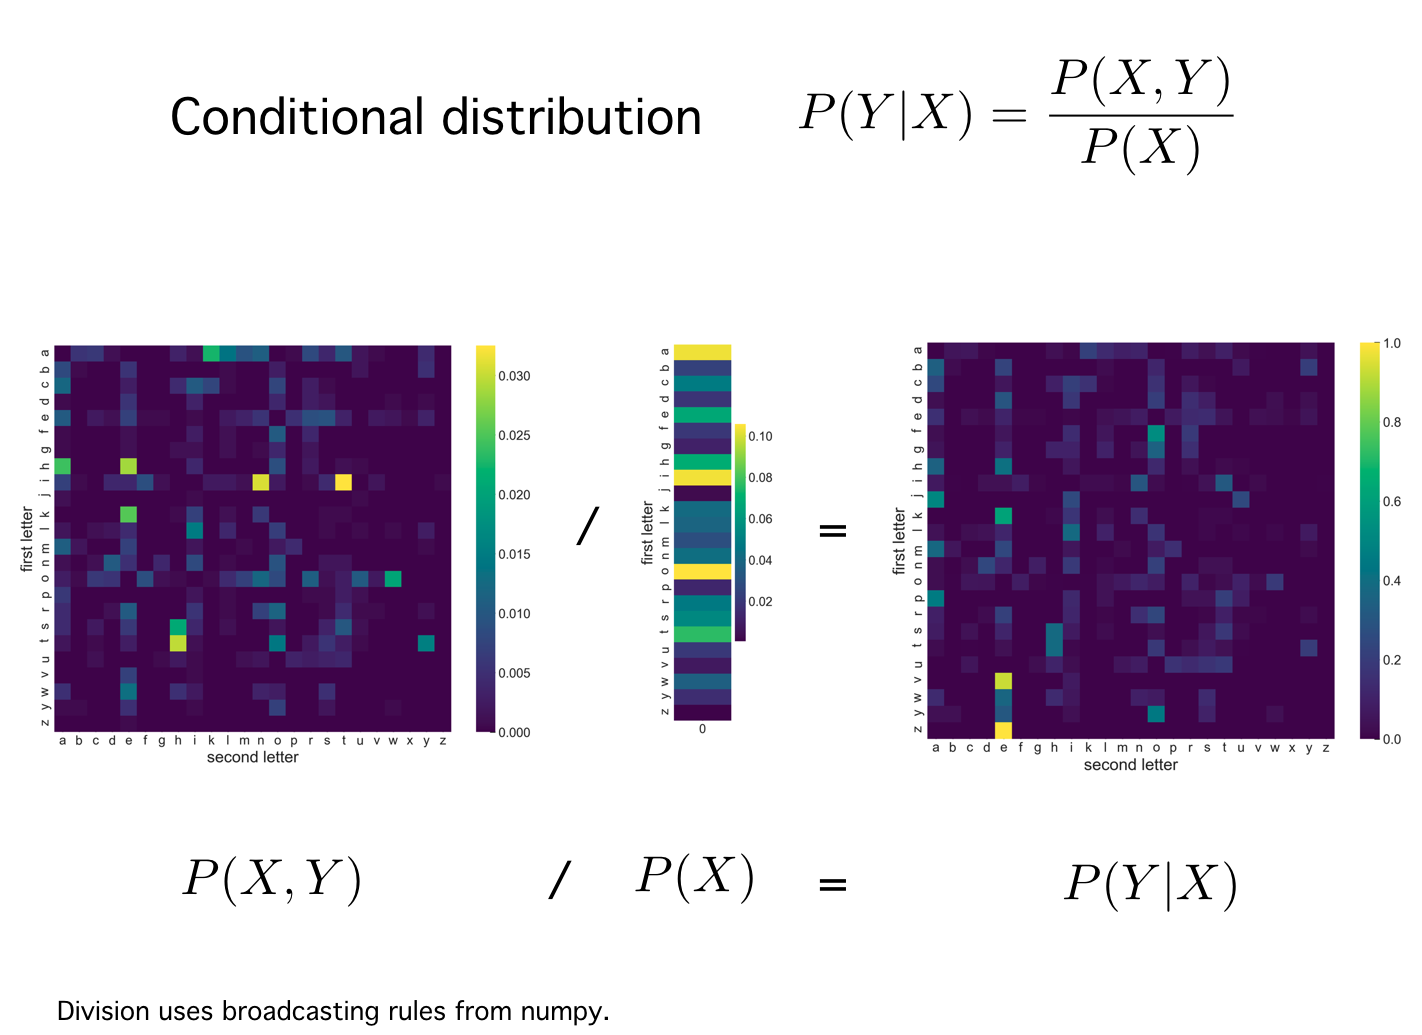 Conditional distribution
P(Y|X) = P(X, Y) / P(X)
a b c d e f g h i j k l m n o p r s t u v w y z
first letter
a b c d e f g h i k l m n o p r s t u v w x y z
second letter
0.030
0.025
0.020
0.015
0.010
0.005
0.000
/
a b c d e f g h i j k l m n o p r s t u v w y z
first letter
0
0.10
0.08
0.06
0.04
0.02
=
a b c d e f g h i j k l m n o p r s t u v w y z
first letter
a b c d e f g h i k l m n o p r s t u v w x y z
second letter
1.0
0.8
0.6
0.4
0.2
0.0
P(X, Y) / P(X) = P(Y|X)
Division uses broadcasting rules from numpy.